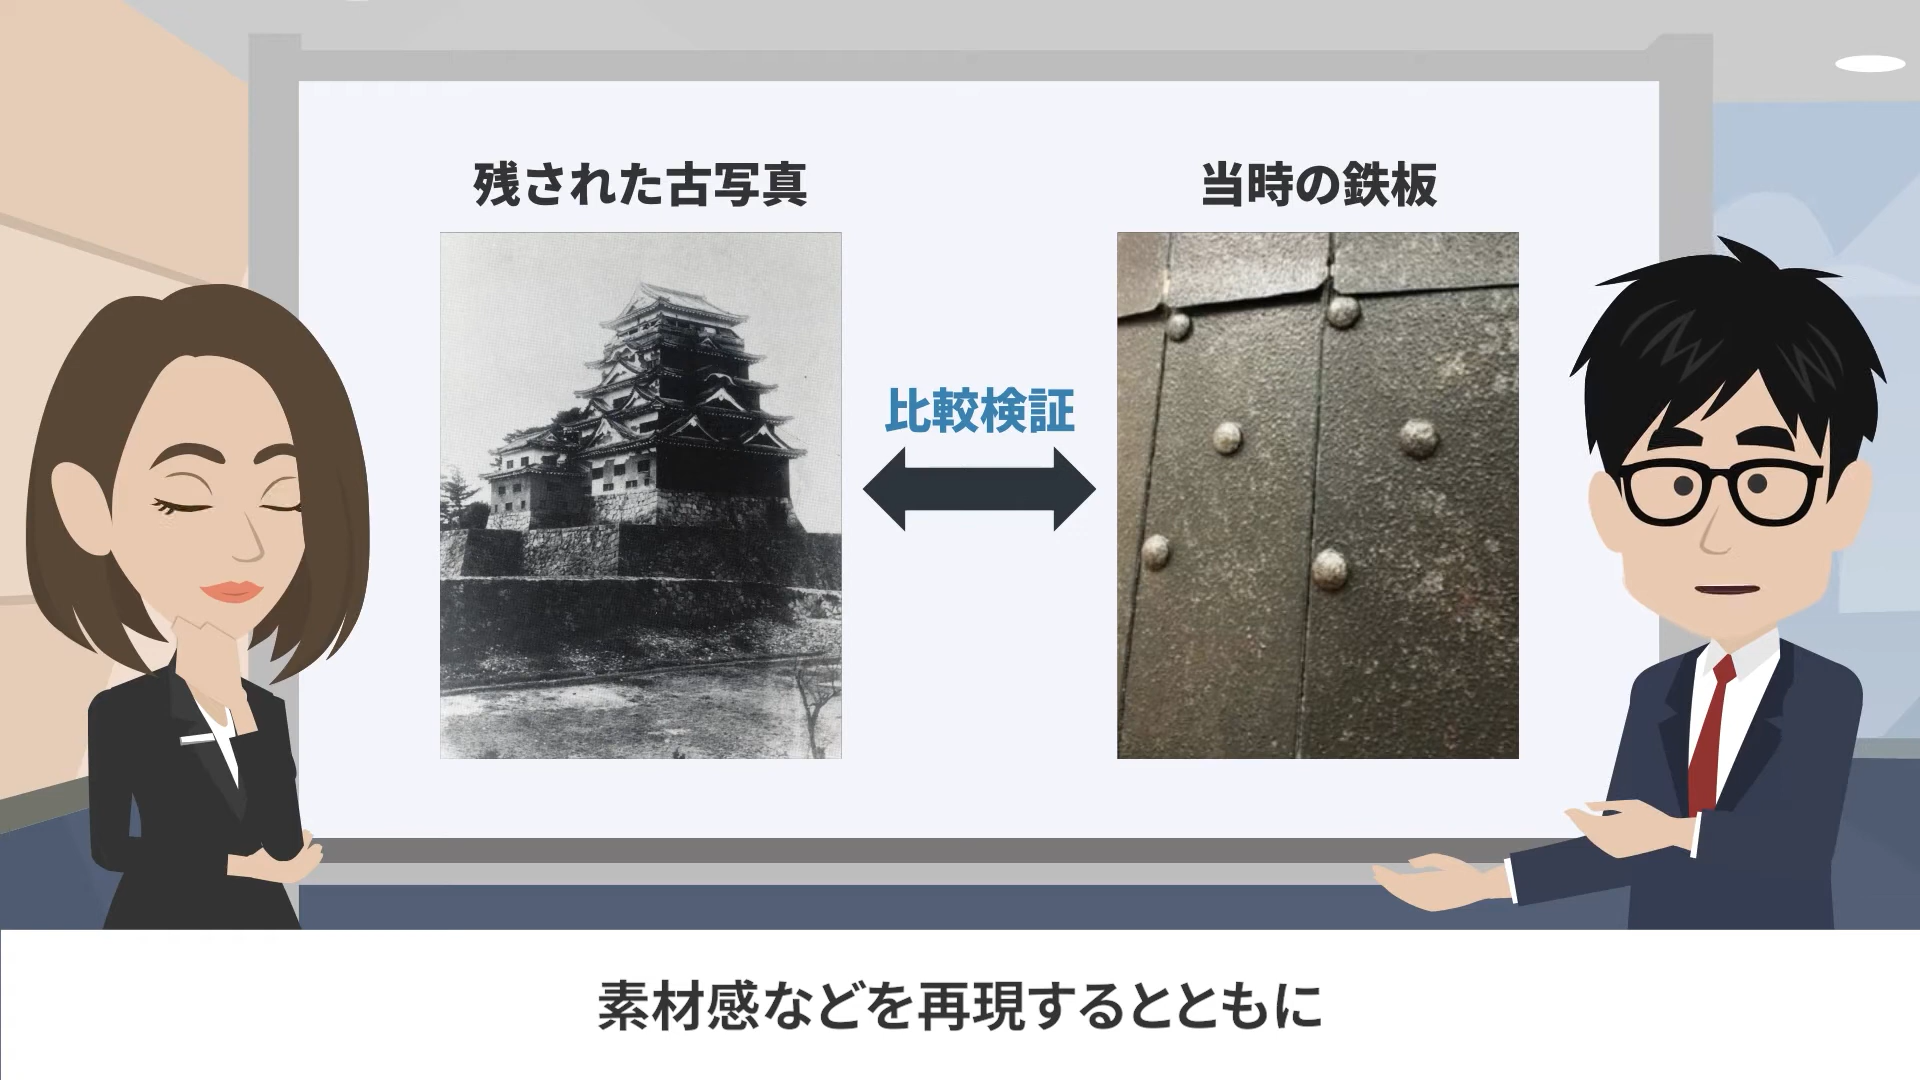 残された古写真
当時の鉄板
比較検証
素材感などを再現するとともに